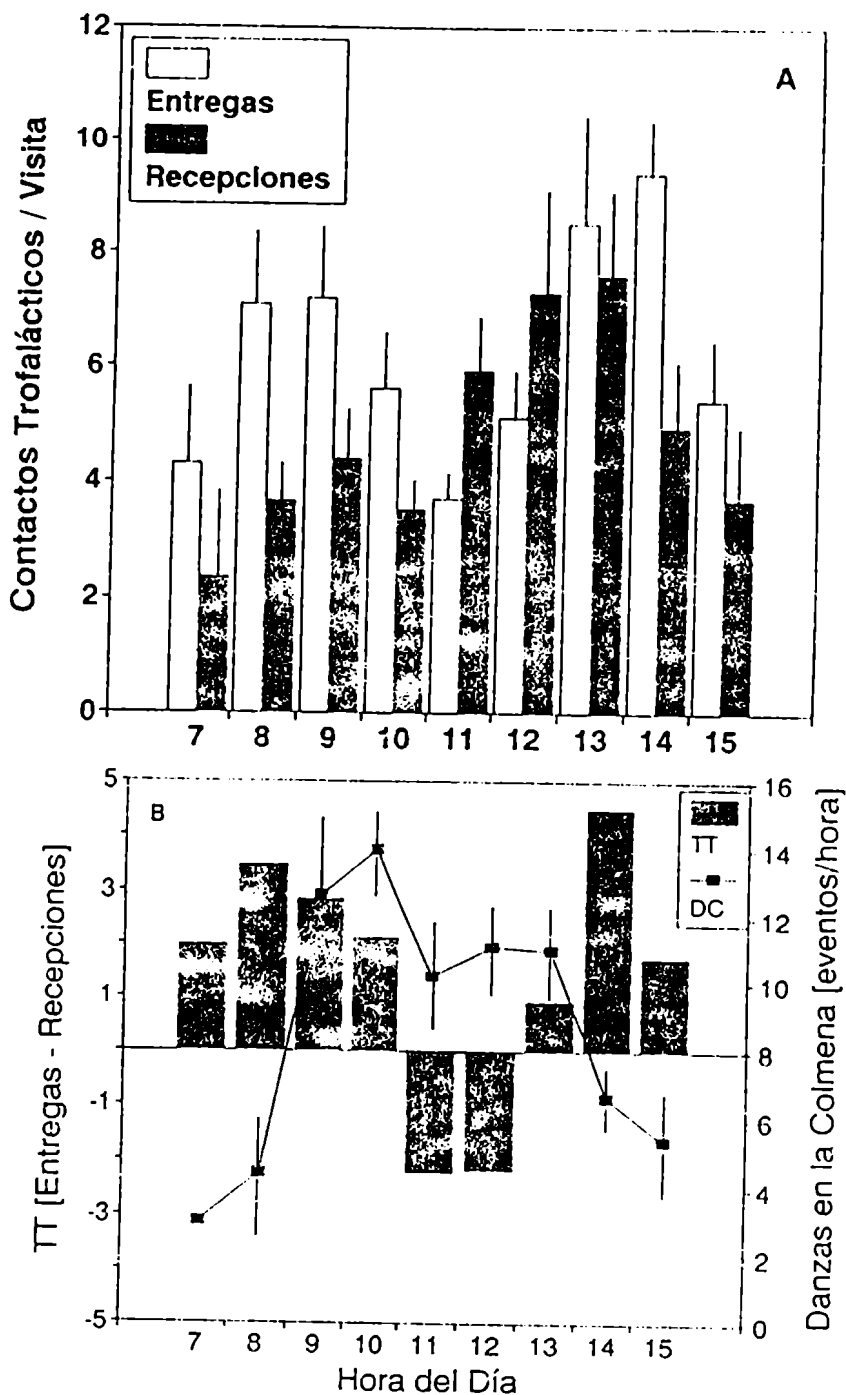 12
10
8
6
4
2
0
Contactos Trofalácticos / Visita
Entregas
Recepciones
A
7 8 9 10 11 12 13 14 15
5
3
1
-1
-3
-5
TT [Entregas - Recepciones]
B
TT
DC
16
14
12
10
8
6
4
2
0
Danzas en la Colmena [eventos/hora]
7 8 9 10 11 12 13 14 15
Hora del Día